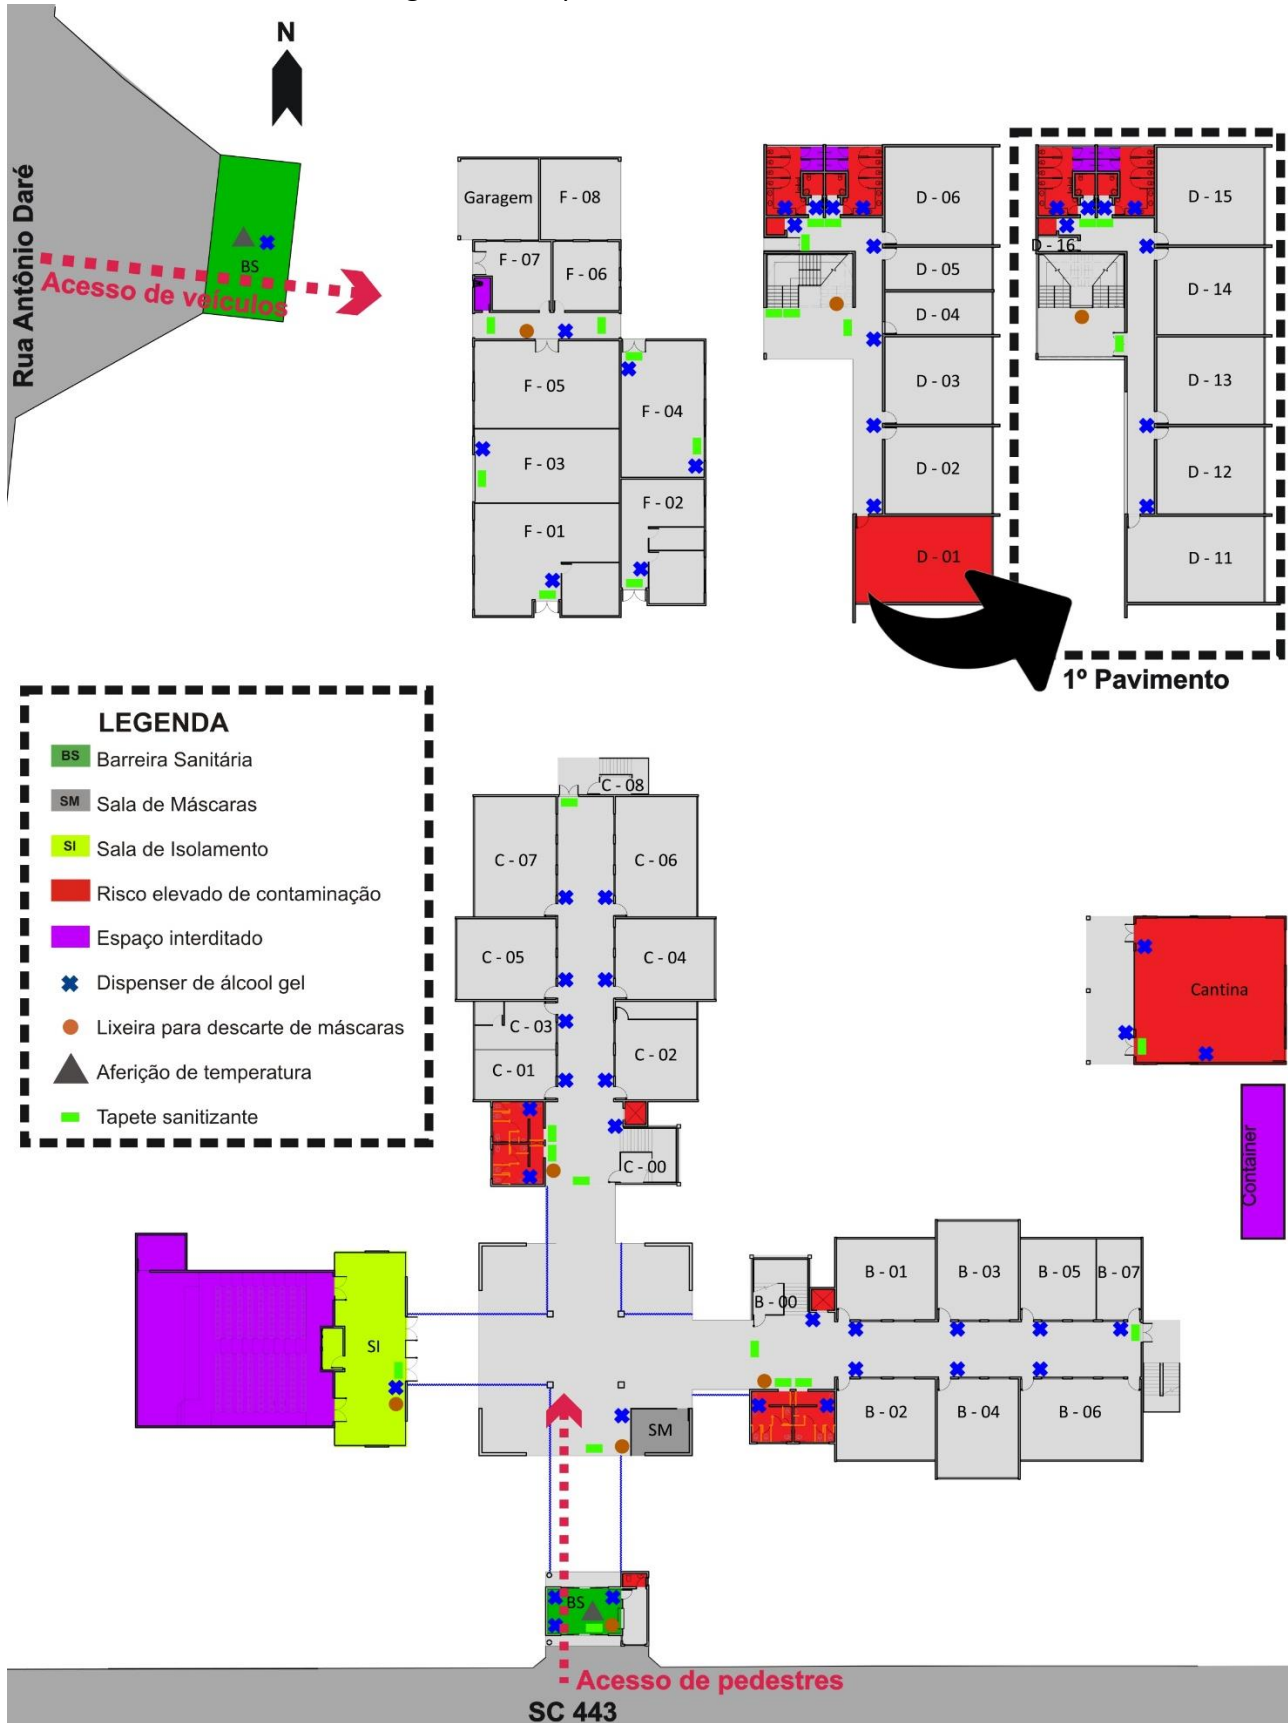 N
Rua Antônio Daré
BS
Acesso de veículos
Garagem
F - 08
F - 07
F - 06
F - 05
F - 04
F - 03
F - 02
F - 01
D - 06
D - 05
D - 04
D - 03
D - 02
D - 01
D - 15
D - 16
D - 14
D - 13
D - 12
D - 11
1º Pavimento
LEGENDA
BS Barreira Sanitária
SM Sala de Máscaras
SI Sala de Isolamento
Risco elevado de contaminação
Espaço interditado
Dispenser de álcool gel
Lixeira para descarte de máscaras
Aferição de temperatura
Tapete sanitizante
C - 08
C - 07
C - 06
C - 05
C - 04
C - 03
C - 02
C - 01
C - 00
Cantina
Container
SI
SM
B - 00
B - 01
B - 03
B - 05
B - 07
B - 02
B - 04
B - 06
BS
Acesso de pedestres
SC 443